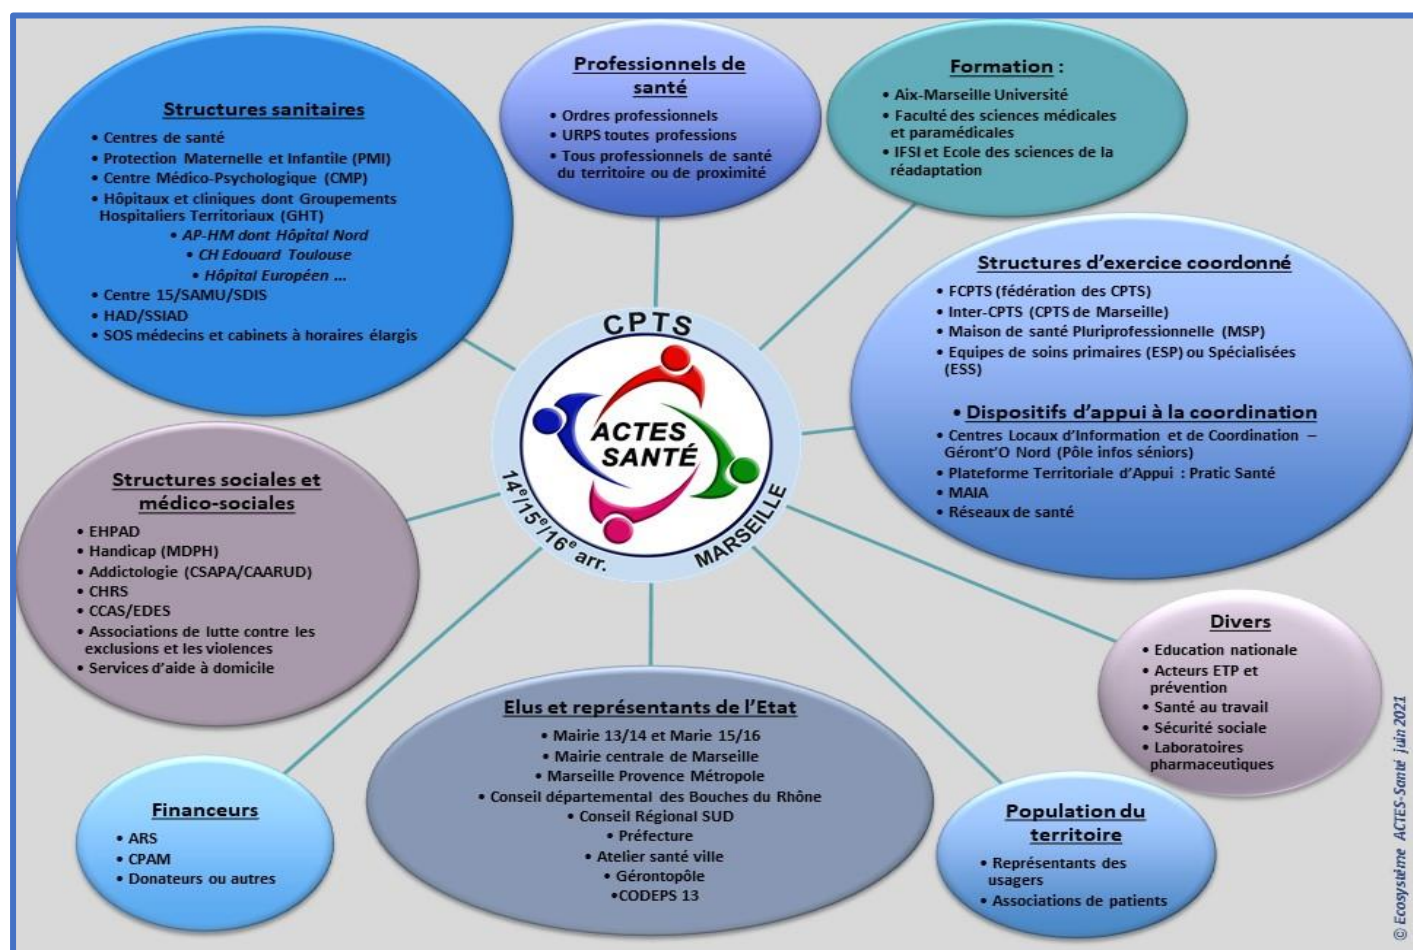 Structures sanitaires
• Centres de santé
• Protection Maternelle et Infantile (PMI)
• Centre Médico-Psychologique (CMP)
• Hôpitaux et cliniques dont Groupements
Hospitaliers Territoriaux (GHT)
• AP-HM dont Hôpital Nord
• CH Edouard Toulouse
• Hôpital Européen ...
• Centre 15/SAMU/SDIS
• HAD/SSIAD
• SOS médecins et cabinets à horaires élargis
Professionnels de
santé
• Ordres professionnels
• URPS toutes professions
• Tous professionnels de santé
du territoire ou de proximité
Formation :
• Aix-Marseille Université
• Faculté des sciences médicales
et paramédicales
• IFSI et Ecole des sciences de la
réadaptation
Structures d'exercice coordonné
• FCPTS (fédération des CPTS)
• Inter-CPTS (CPTS de Marseille)
• Maison de santé Pluriprofessionnelle (MSP)
• Equipes de soins primaires (ESP) ou Spécialisées
(ESS)
• Dispositifs d'appui à la coordination
• Centres Locaux d'Information et de Coordination –
Géront'O Nord (Pôle infos séniors)
• Plateforme Territoriale d'Appui : Pratic Santé
• MAIA
• Réseaux de santé
CPTS
ACTES
SANTÉ
14e/15e/16e arr.
MARSEILLE
Structures sociales et
médico-sociales
• EHPAD
• Handicap (MDPH)
• Addictologie (CSAPA/CAARUD)
• CHRS
• CCAS/EDES
• Associations de lutte contre les
exclusions et les violences
• Services d'aide à domicile
Divers
• Education nationale
• Acteurs ETP et
prévention
• Santé au travail
• Sécurité sociale
• Laboratoires
pharmaceutiques
Elus et représentants de l'Etat
• Mairie 13/14 et Marie 15/16
• Mairie centrale de Marseille
• Marseille Provence Métropole
• Conseil départemental des Bouches du Rhône
• Conseil Régional SUD
• Préfecture
• Atelier santé ville
• Gérontopôle
•CODEPS 13
Financeurs
• ARS
• CPAM
• Donateurs ou autres
Population du
territoire
• Représentants des
usagers
• Associations de patients
© Ecosystème ACTES-Santé juin 2021